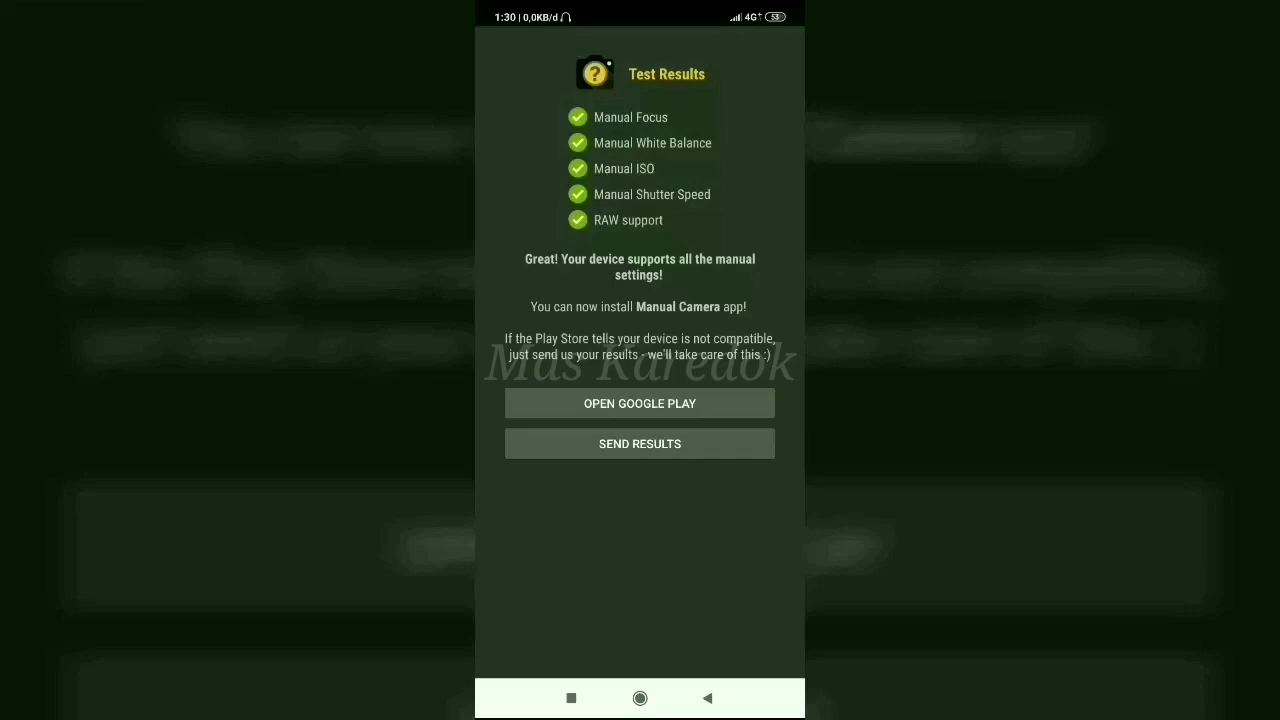 1:30 | 0,0KB/d 4G+ 53
Test Results
Manual Focus
Manual White Balance
Manual ISO
Manual Shutter Speed
RAW support
Great! Your device supports all the manual
settings!
You can now install Manual Camera app!
If the Play Store tells your device is not compatible,
just send us your results - we'll take care of this :)
Mas Karedok
OPEN GOOGLE PLAY
SEND RESULTS